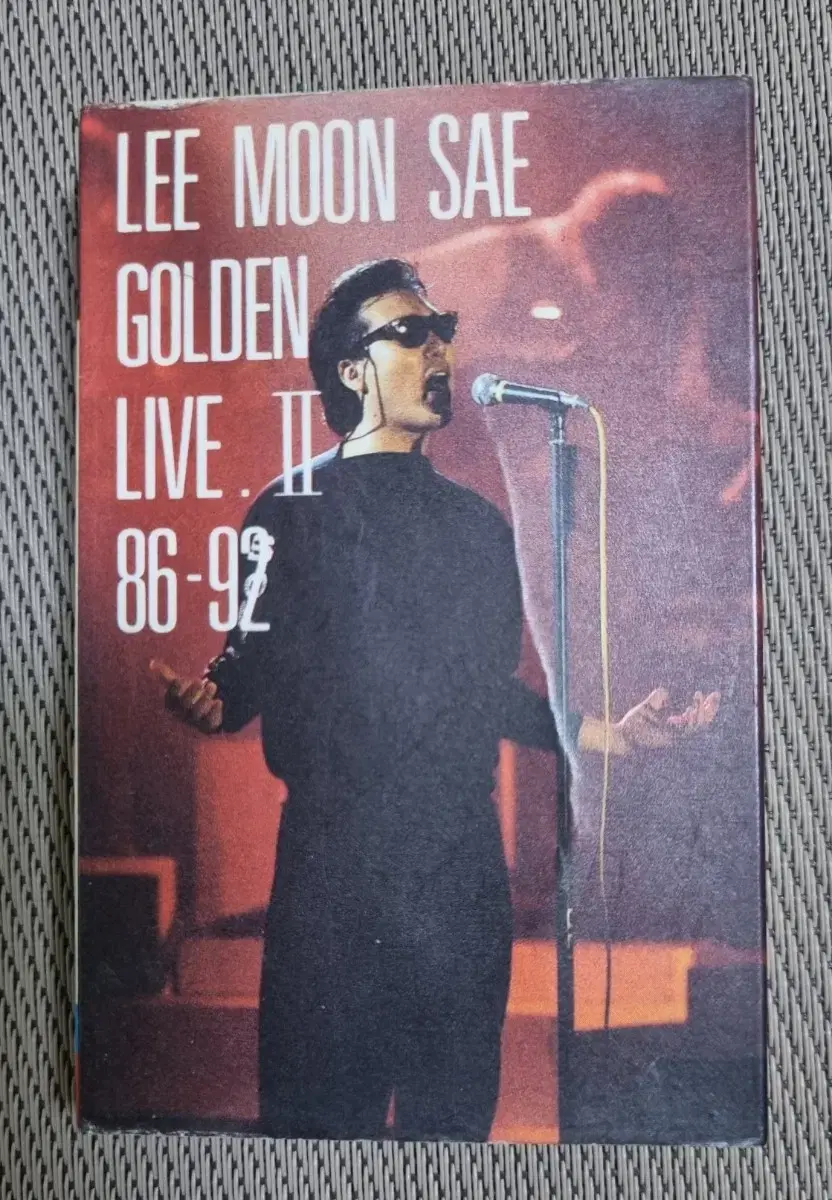 LEE MOON SAE
GOLDEN
LIVE. II
86-92